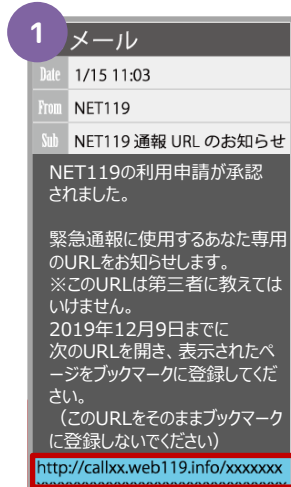 1
メール
Date 1/15 11:03
From NET119
Sub NET119 通報 URL のお知らせ
NET119の利用申請が承認
されました。
緊急通報に使用するあなた専用
のURLをお知らせします。
※このURLは第三者に教えては
いけません。
2019年12月9日までに
次のURLを開き、表示されたペ
ージをブックマークに登録してくだ
さい。
（このURLをそのままブックマーク
に登録しないでください）
http://callxx.web119.info/xxxxxxx